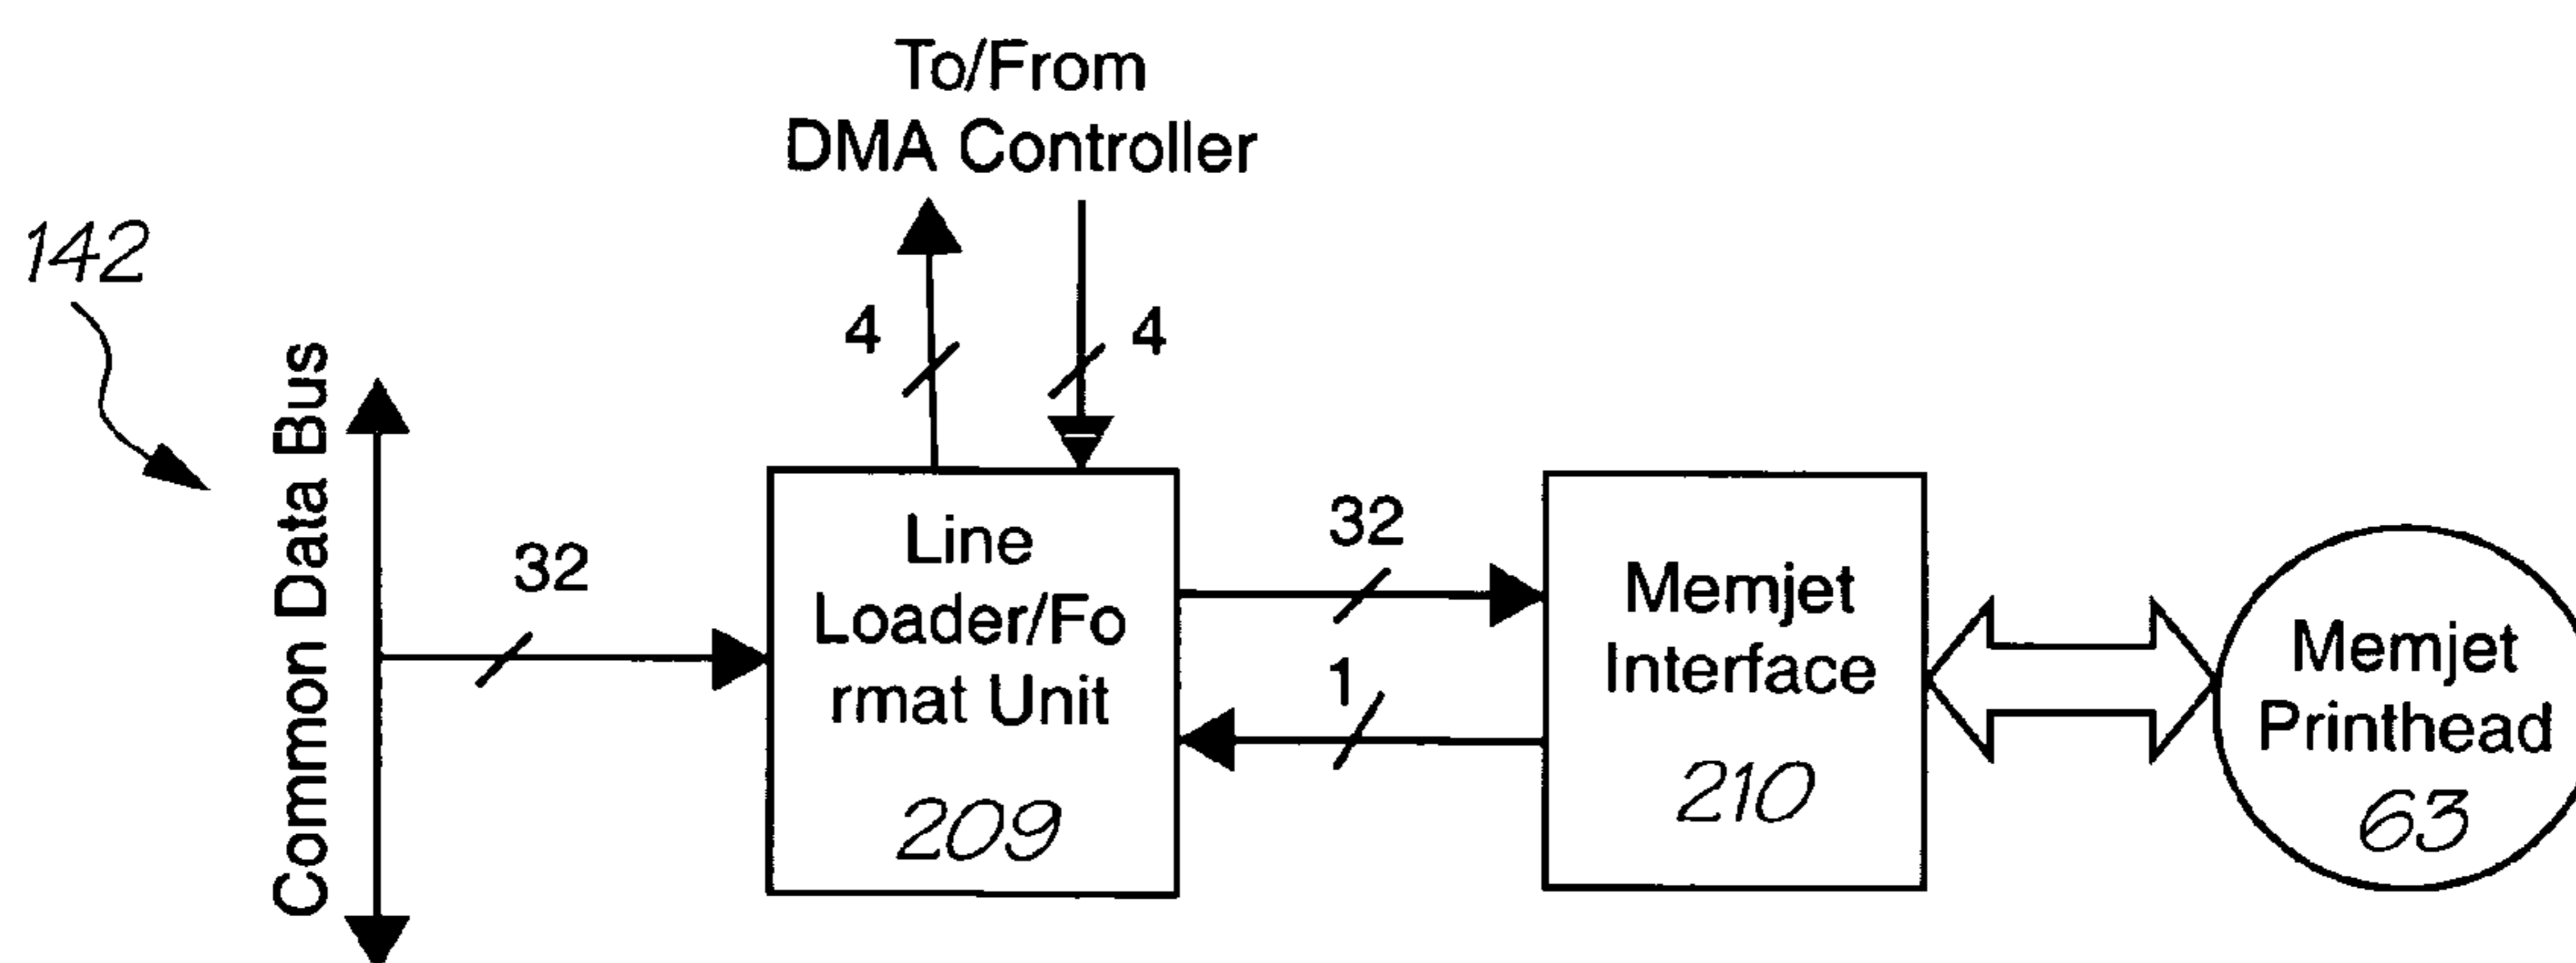 To/From
DMA Controller
142
4
4
Common Data Bus
32
Line
Loader/Fo
rmat Unit
209
32
1
Memjet
Interface
210
Memjet
Printhead
63